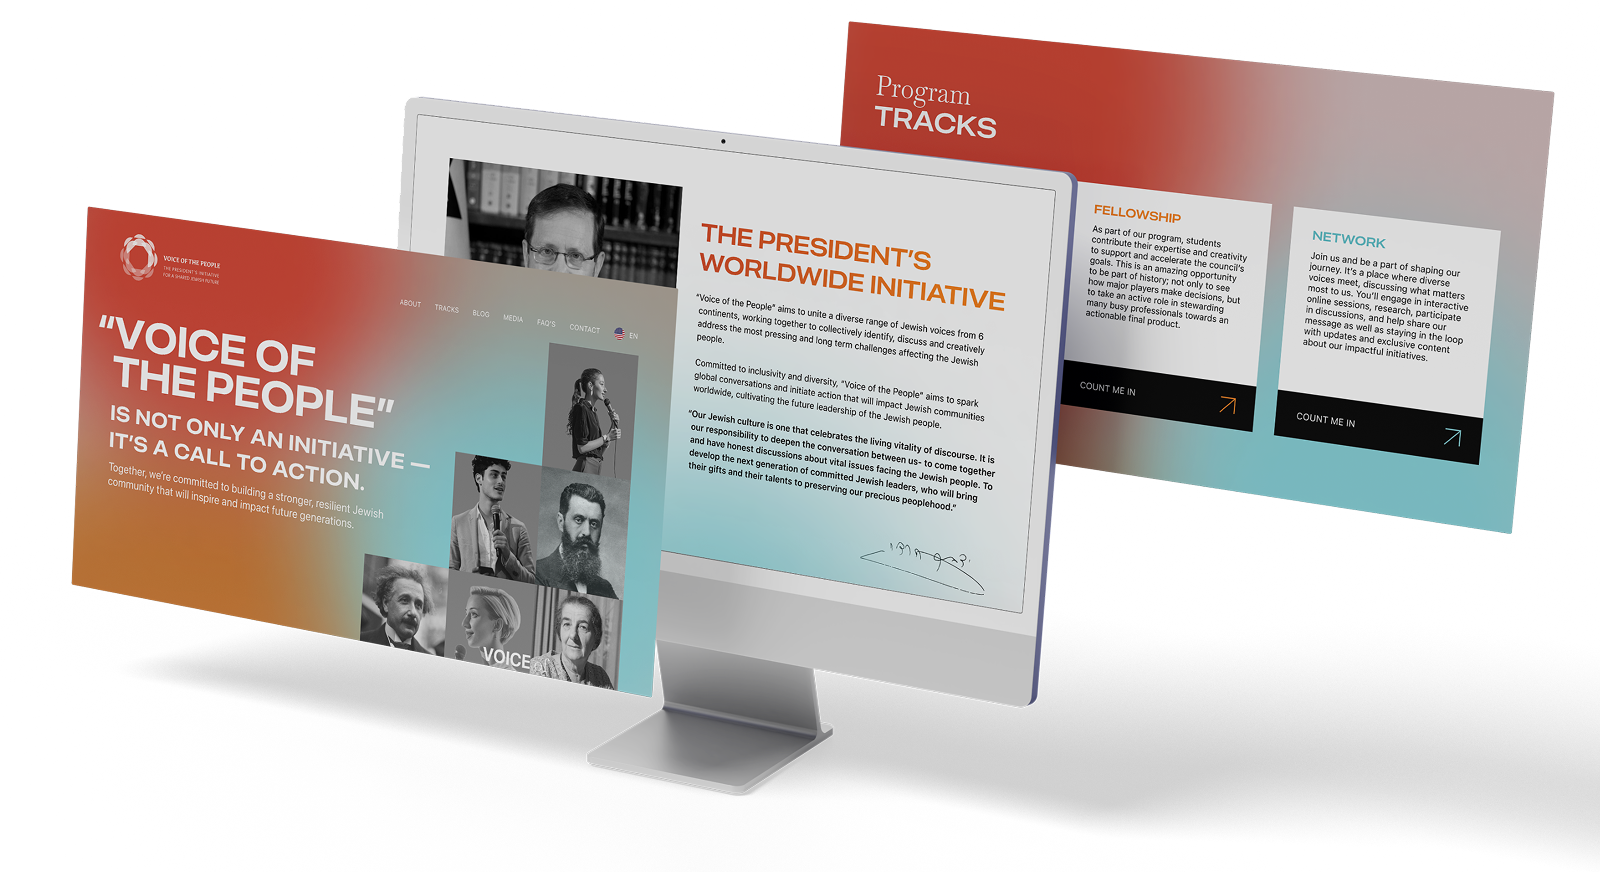 VOICE OF THE PEOPLE
THE PRESIDENT'S INITIATIVE
FOR A SHARED JEWISH FUTURE
ABOUT
TRACKS
BLOG
MEDIA
FAQ'S
CONTACT
EN
“VOICE OF
THE PEOPLE”
IS NOT ONLY AN INITIATIVE –
IT'S A CALL TO ACTION.
Together, we're committed to building a stronger, resilient Jewish
community that will inspire and impact future generations.
VOICE
THE PRESIDENT'S
WORLDWIDE INITIATIVE
“Voice of the People” aims to unite a diverse range of Jewish voices from 6
continents, working together to collectively identify, discuss and creatively
address the most pressing and long term challenges affecting the Jewish
people.
Committed to inclusivity and diversity, “Voice of the People” aims to spark
global conversations and initiate action that will impact Jewish communities
worldwide, cultivating the future leadership of the Jewish people.
“Our Jewish culture is one that celebrates the living vitality of discourse. It is
our responsibility to deepen the conversation between us- to come together
and have honest discussions about vital issues facing the Jewish people. To
develop the next generation of committed Jewish leaders, who will bring
their gifts and their talents to preserving our precious peoplehood.”
Program
TRACKS
FELLOWSHIP
As part of our program, students
contribute their expertise and creativity
to support and accelerate the council's
goals. This is an amazing opportunity
to be part of history; not only to see
how major players make decisions, but
to take an active role in stewarding
many busy professionals towards an
actionable final product.
COUNT ME IN
NETWORK
Join us and be a part of shaping our
journey. It's a place where diverse
voices meet, discussing what matters
most to us. You'll engage in interactive
online sessions, research, participate
in discussions, and help share our
message as well as staying in the loop
with updates and exclusive content
about our impactful initiatives.
COUNT ME IN